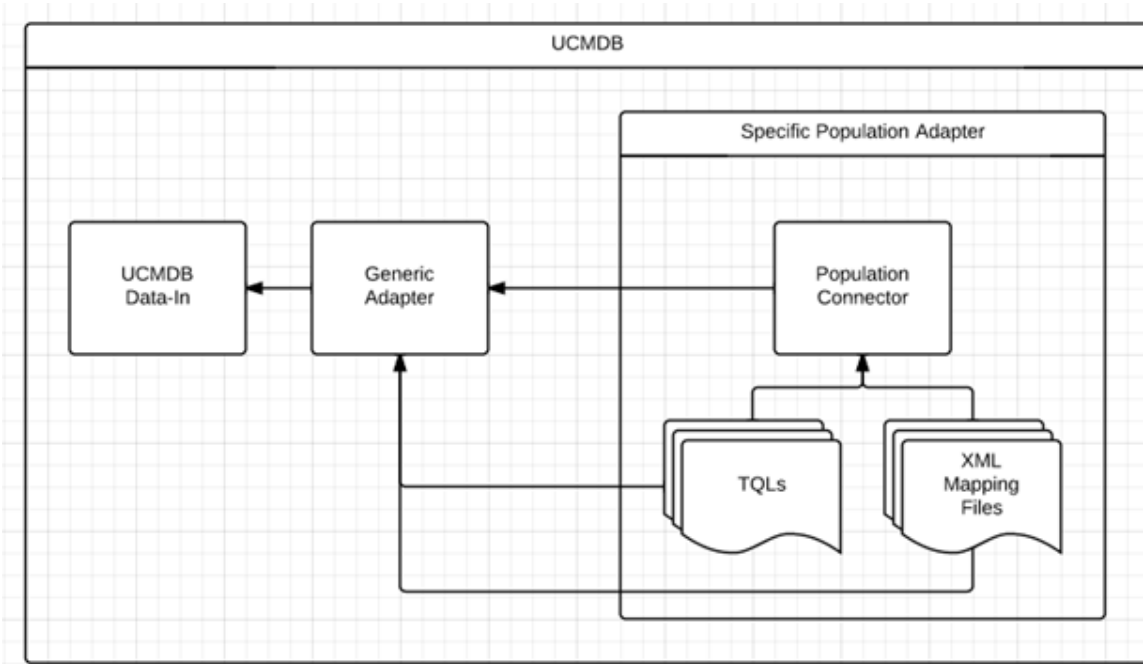 UCMDB
Specific Population Adapter
UCMDB
Data-In
Generic
Adapter
Population
Connector
TQLs
XML
Mapping
Files